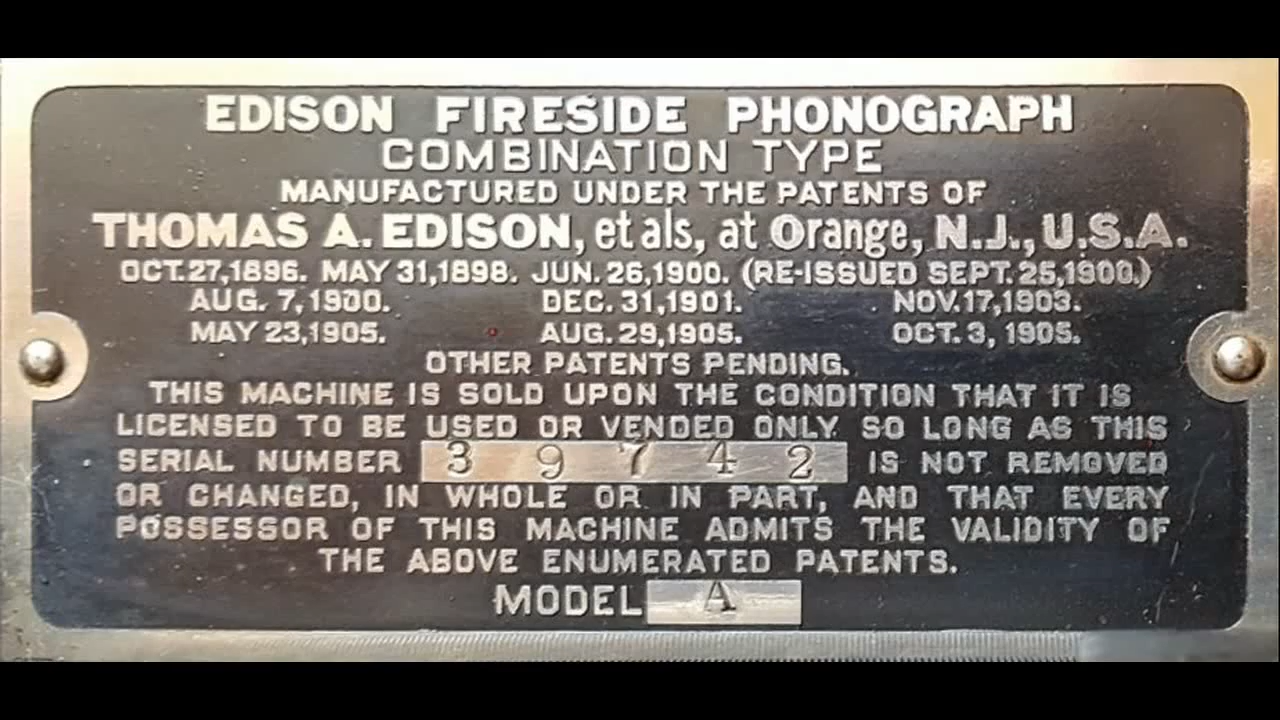 EDISON FIRESIDE PHONOGRAPH
COMBINATION TYPE
MANUFACTURED UNDER THE PATENTS OF
THOMAS A. EDISON, et als, at Orange, N.J., U.S.A.
OCT. 27, 1896. MAY 31, 1898. JUN. 26, 1900. (RE-ISSUED SEPT. 25, 1900.)
AUG. 7, 1900. DEC. 31, 1901. NOV. 17, 1903.
MAY 23, 1905. AUG. 29, 1905. OCT. 3, 1905.
OTHER PATENTS PENDING.
THIS MACHINE IS SOLD UPON THE CONDITION THAT IT IS
LICENSED TO BE USED OR VENDED ONLY SO LONG AS THIS
SERIAL NUMBER 39742 IS NOT REMOVED
OR CHANGED, IN WHOLE OR IN PART, AND THAT EVERY
POSSESSOR OF THIS MACHINE ADMITS THE VALIDITY OF
THE ABOVE ENUMERATED PATENTS.
MODEL A